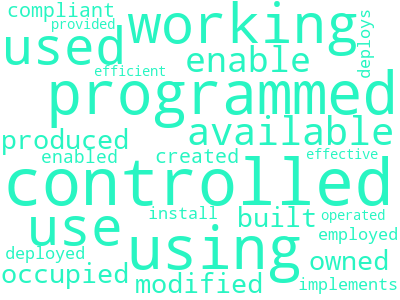 compliant
provided
working
deploys
used
enable
efficient
programmed
available
produced
enabled
created
effective
controlled
use
install
built
operated
using
employed
deployed
owned
occupied
modified
implements